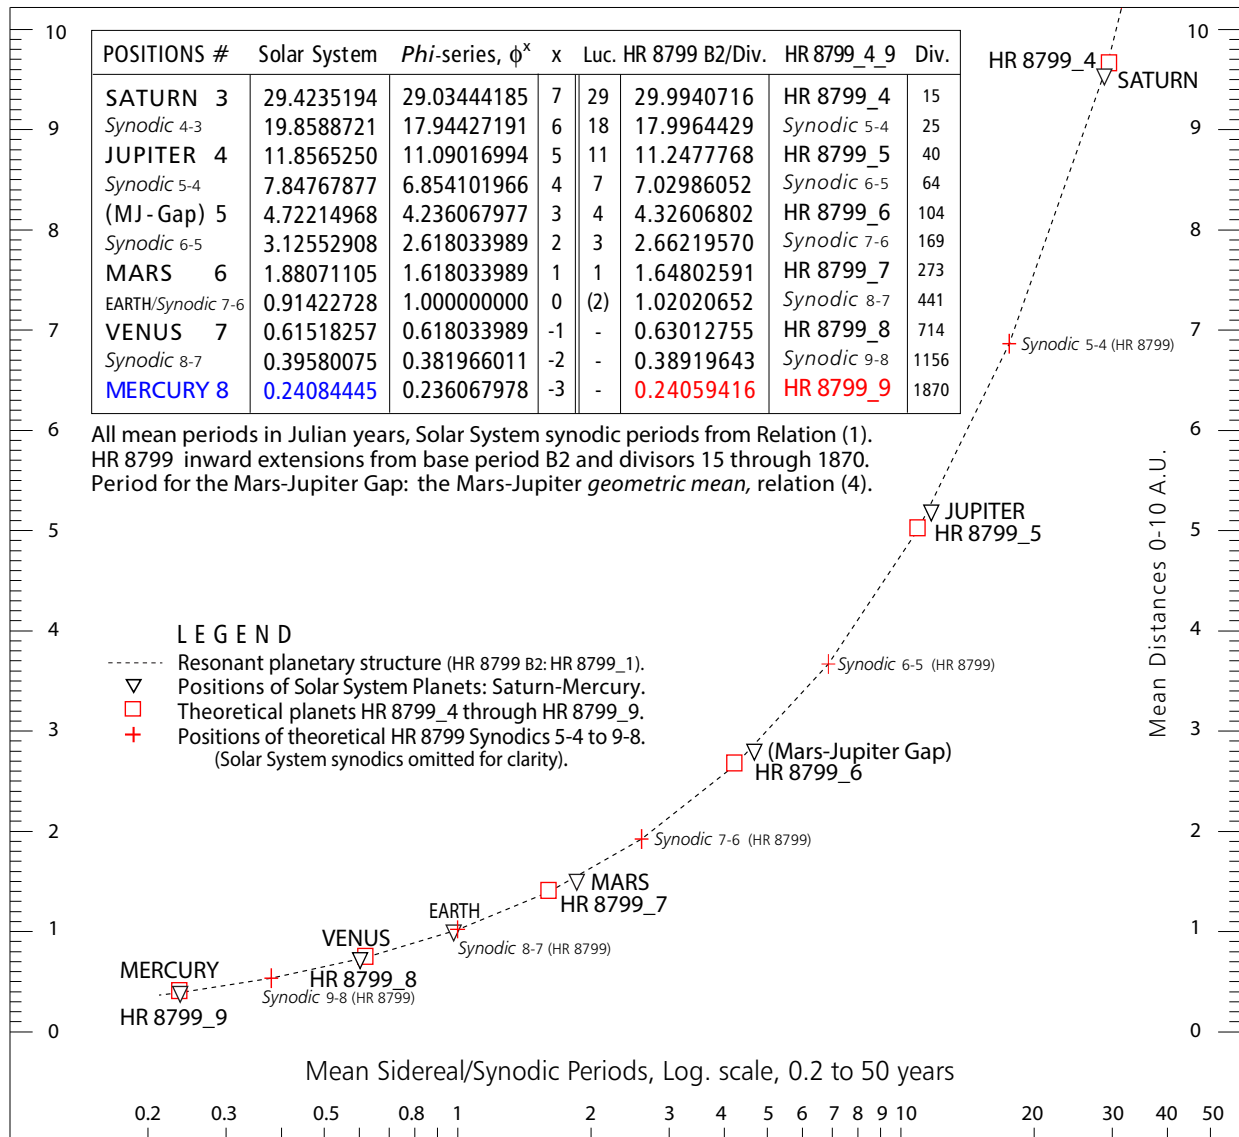 POSITIONS # Solar System Phi-series, ϕˣ x Luc. HR 8799 B2/Div. HR 8799_4_9 Div.
SATURN 3 29.4235194 29.03444185 7 29 29.9940716 HR 8799_4 15
Synodic 4-3 19.8588721 17.94427191 6 18 17.9964429 Synodic 5-4 25
JUPITER 4 11.8565250 11.09016994 5 11 11.2477768 HR 8799_5 40
Synodic 5-4 7.84767877 6.854101966 4 7 7.02986052 Synodic 6-5 64
(MJ-Gap) 5 4.72214968 4.236067977 3 4 4.32606802 HR 8799_6 104
Synodic 6-5 3.12552908 2.618033989 2 3 2.66219570 Synodic 7-6 169
MARS 6 1.88071105 1.618033989 1 1 1.64802591 HR 8799_7 273
EARTH/Synodic 7-6 0.91422728 1.000000000 0 (2) 1.02020652 Synodic 8-7 441
VENUS 7 0.61518257 0.618033989 -1 - 0.63012755 HR 8799_8 714
Synodic 8-7 0.39580075 0.381966011 -2 - 0.38919643 Synodic 9-8 1156
MERCURY 8 0.24084445 0.236067978 -3 - 0.24059416 HR 8799_9 1870
All mean periods in Julian years, Solar System synodic periods from Relation (1).
HR 8799 inward extensions from base period B2 and divisors 15 through 1870.
Period for the Mars-Jupiter Gap: the Mars-Jupiter geometric mean, relation (4).
HR 8799_4
SATURN
Synodic 5-4 (HR 8799)
JUPITER
HR 8799_5
Synodic 6-5 (HR 8799)
(Mars-Jupiter Gap)
HR 8799_6
Synodic 7-6 (HR 8799)
MARS
HR 8799_7
EARTH
Synodic 8-7 (HR 8799)
VENUS
HR 8799_8
Synodic 9-8 (HR 8799)
MERCURY
HR 8799_9
LEGEND
Resonant planetary structure (HR 8799 B2: HR 8799_1).
Positions of Solar System Planets: Saturn-Mercury.
Theoretical planets HR 8799_4 through HR 8799_9.
Positions of theoretical HR 8799 Synodics 5-4 to 9-8.
(Solar System synodics omitted for clarity).
10
9
8
7
6
5
4
3
2
1
0
10
9
8
7
6
5
4
3
2
1
0
Mean Distances 0-10 A.U.
Mean Sidereal/Synodic Periods, Log. scale, 0.2 to 50 years
0.2 0.3 0.5 0.8 1 2 3 4 5 6 7 8 9 10 20 30 40 50